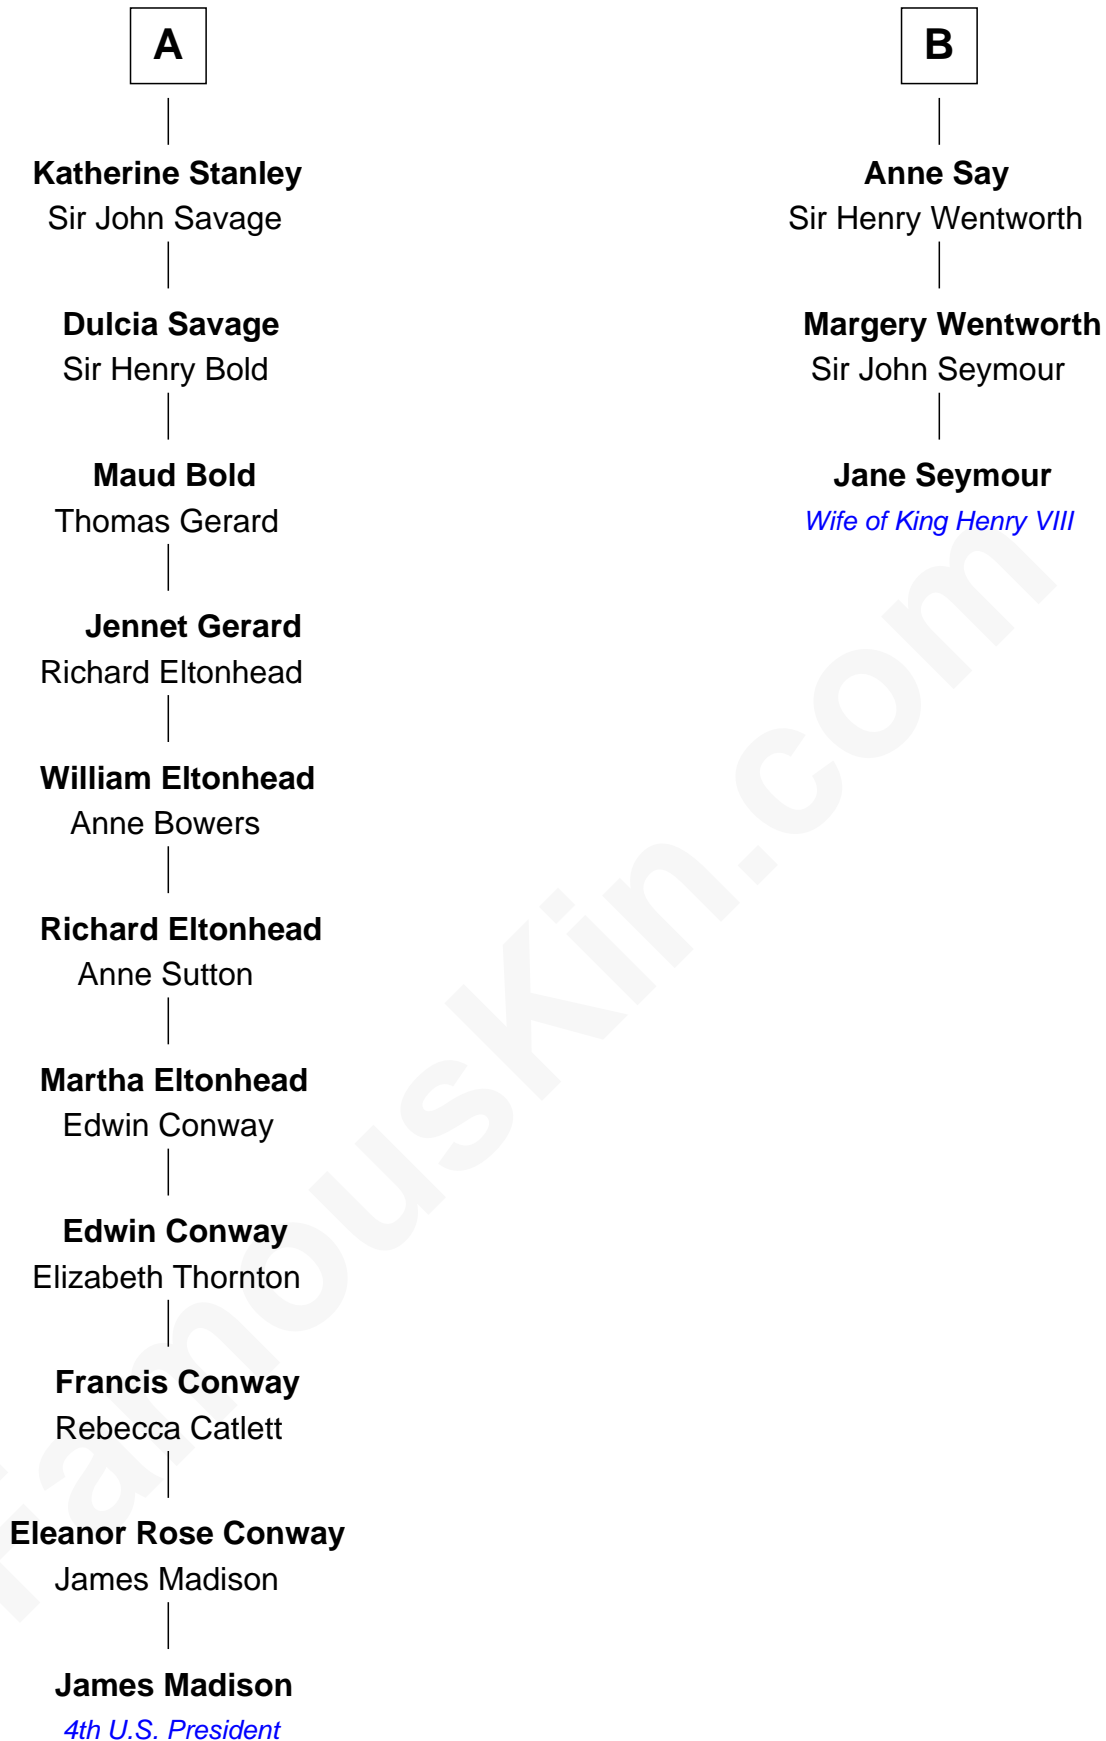 A
Katherine Stanley
Sir John Savage
Dulcia Savage
Sir Henry Bold
Maud Bold
Thomas Gerard
Jennet Gerard
Richard Eltonhead
William Eltonhead
Anne Bowers
Richard Eltonhead
Anne Sutton
Martha Eltonhead
Edwin Conway
Edwin Conway
Elizabeth Thornton
Francis Conway
Rebecca Catlett
Eleanor Rose Conway
James Madison
James Madison
4th U.S. President
B
Anne Say
Sir Henry Wentworth
Margery Wentworth
Sir John Seymour
Jane Seymour
Wife of King Henry VIII
FamousKin.com